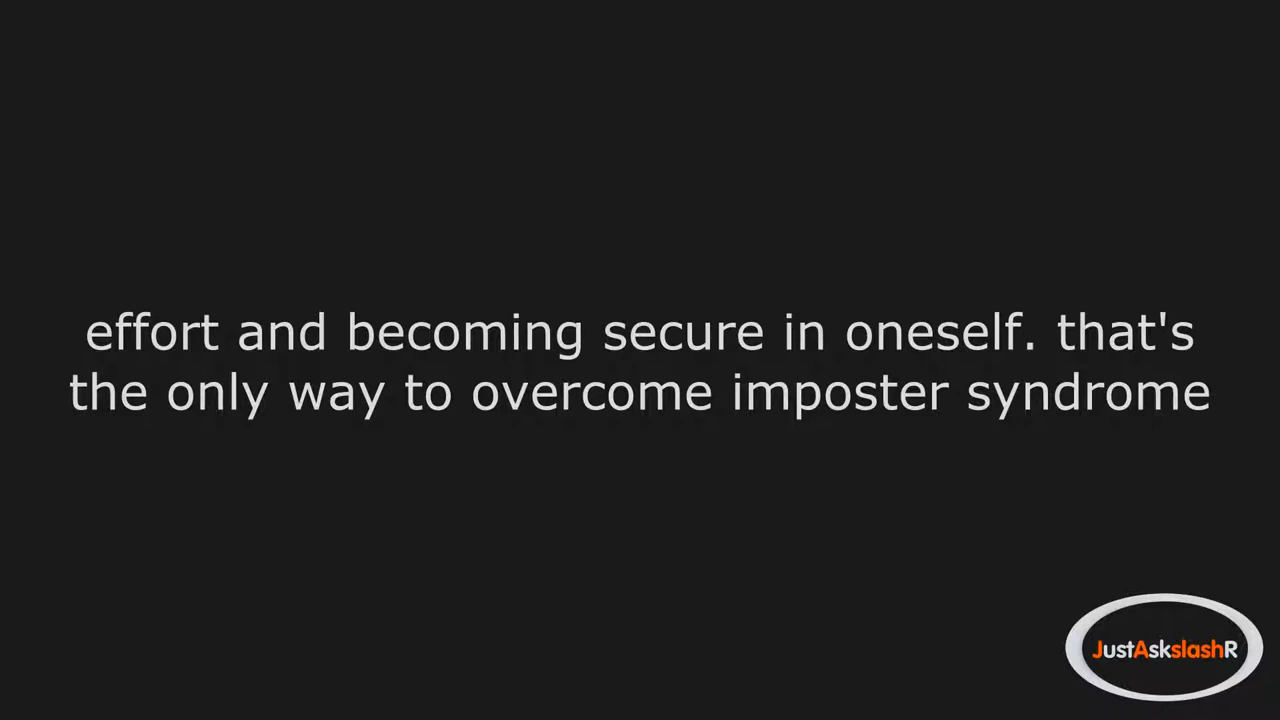 effort and becoming secure in oneself. that's
the only way to overcome imposter syndrome
JustAskslashR